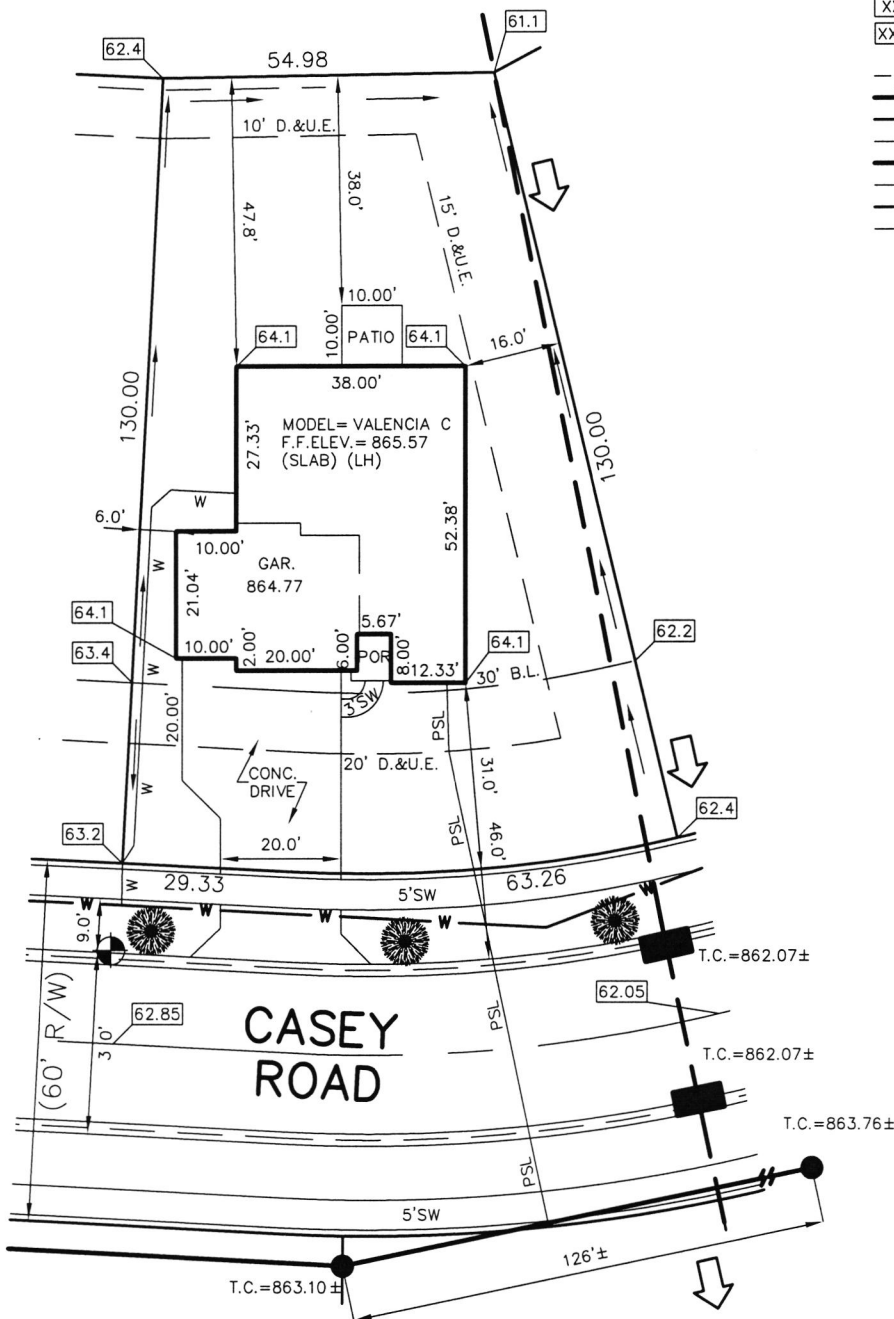 XX
XX
62.4
61.1
54.98
10' D.&U.E.
38.0'
47.8'
15' D.&U.E.
10.00'
10.00'
PATIO
64.1
64.1
16.0'
38.00'
130.00
27.33'
MODEL= VALENCIA C
F.F.ELEV.= 865.57
(SLAB) (LH)
130.00
W
6.0'
52.38'
10.00'
GAR.
864.77
W
21.04'
64.1
5.67'
62.2
10.00'
2.00'
20.00'
6.00'
POR
8.00'
12.33'
64.1
63.4
W
30' B.L.
3'SW
20.00'
PSL
20' D.&U.E.
CONC.
DRIVE
31.0'
W
62.4
63.2
PSL
46.0'
20.0'
29.33
63.26
W
5'SW
W
W
W
W
W
9.0'
T.C.=862.07±
62.05
PSL
62.85
CASEY
ROAD
(60' R/W)
3 0'
T.C.=862.07±
T.C.=863.76±
PSL
5'SW
126'±
T.C.=863.10±